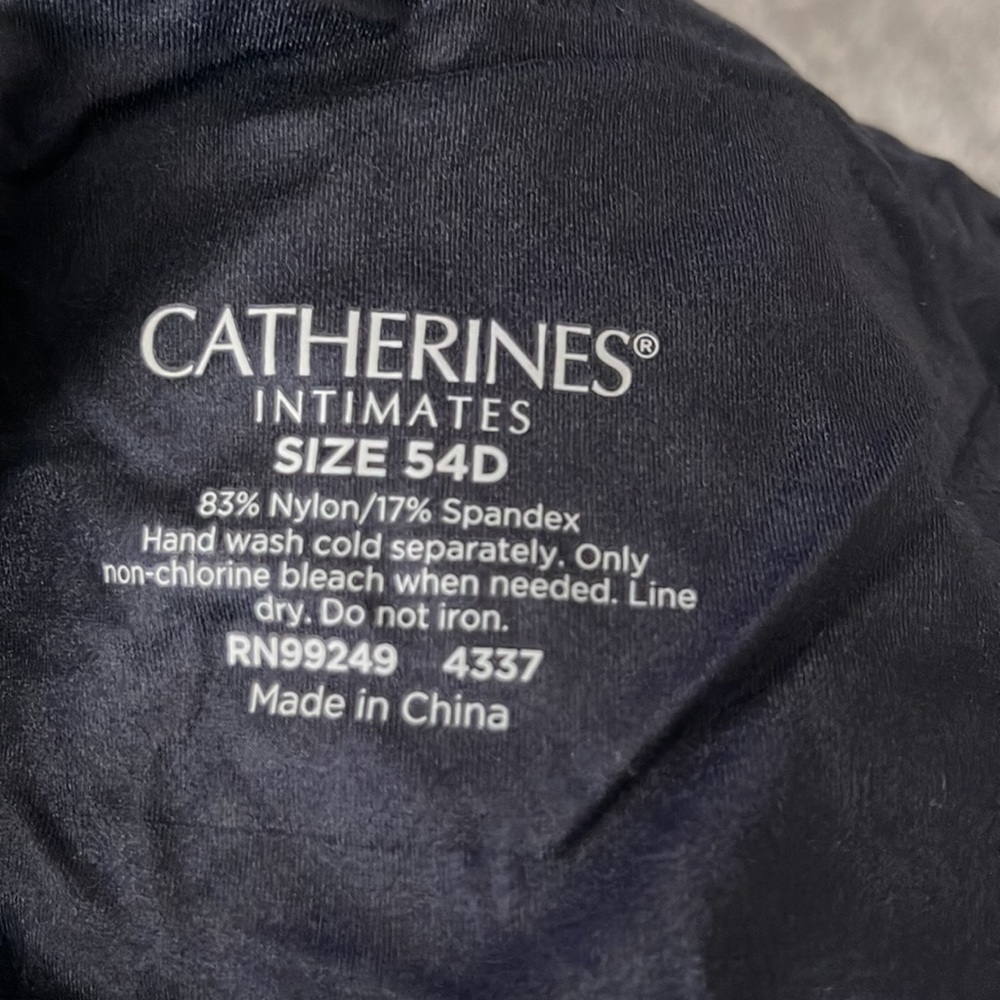 CATHERINES®
INTIMATES
SIZE 54D
83% Nylon/17% Spandex
Hand wash cold separately. Only
non-chlorine bleach when needed. Line
dry. Do not iron.
RN99249 4337
Made in China